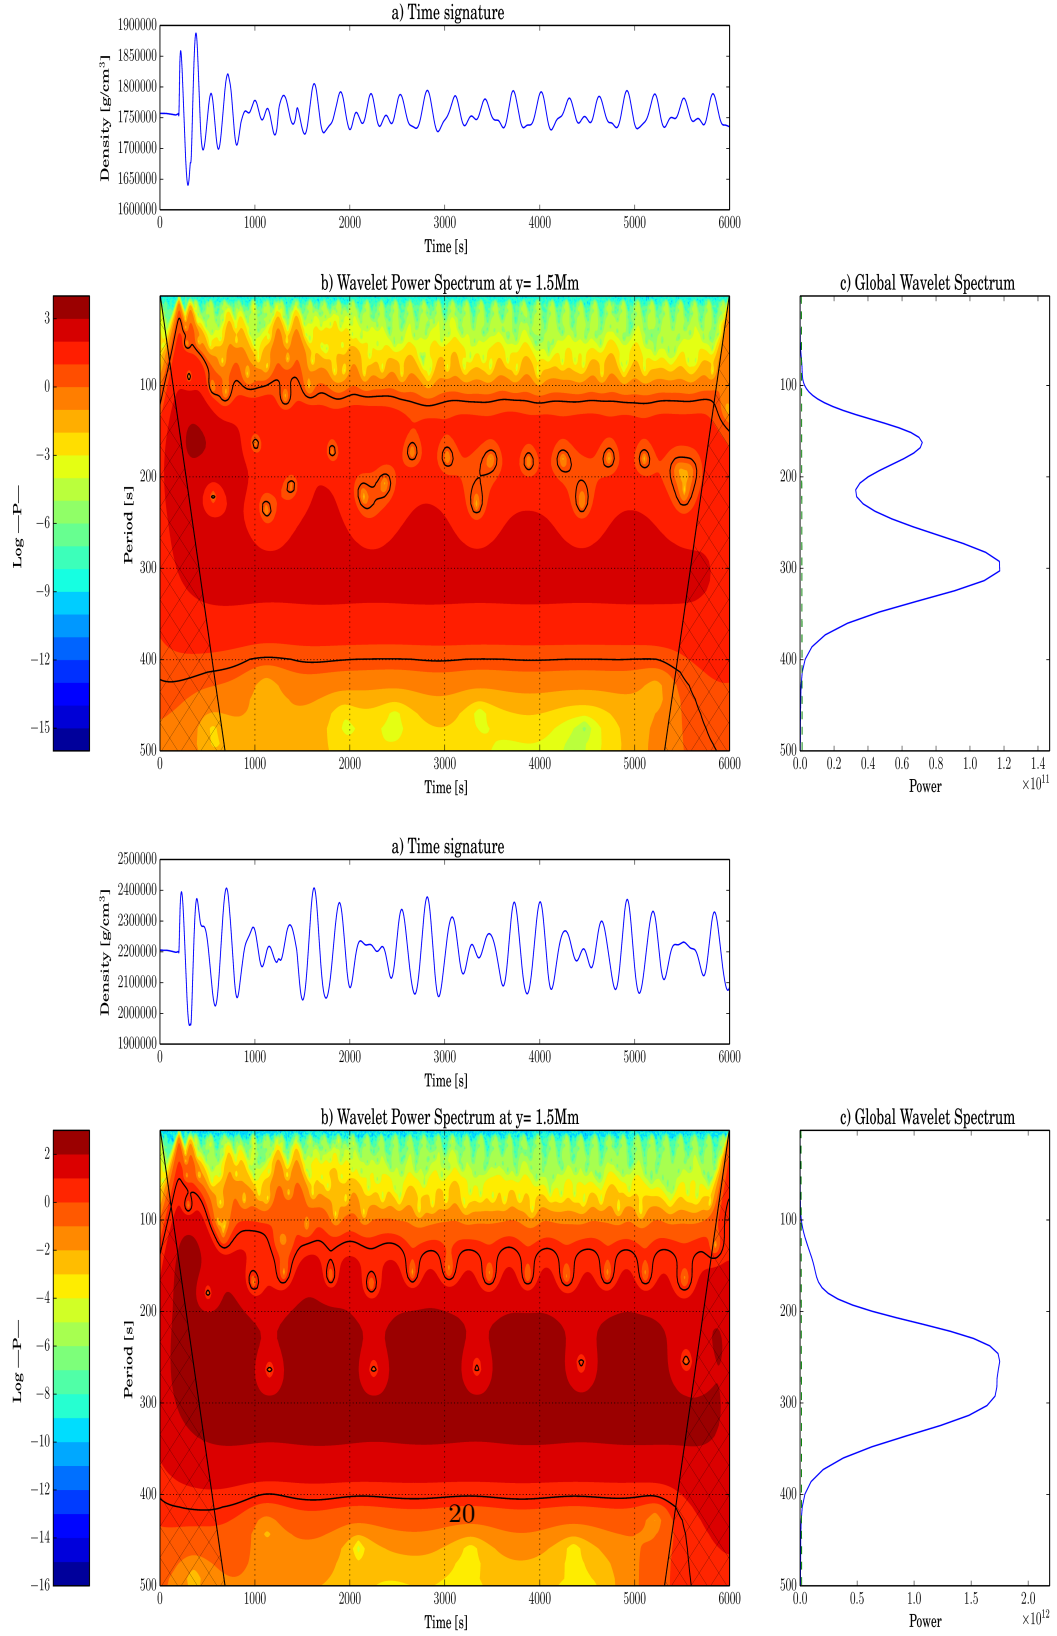 a) Time signature
1900000
1850000
1800000
1750000
1700000
1650000
1600000
Density [g/cm³]
0 1000 2000 3000 4000 5000 6000
Time [s]
b) Wavelet Power Spectrum at y= 1.5Mm
c) Global Wavelet Spectrum
3
0
−3
−6
−9
−12
−15
Log —P—
100
200
300
400
500
Period [s]
0 1000 2000 3000 4000 5000 6000
Time [s]
100
200
300
400
500
0.0 0.2 0.4 0.6 0.8 1.0 1.2 1.4
×10¹¹
Power
a) Time signature
2500000
2400000
2300000
2200000
2100000
2000000
1900000
Density [g/cm³]
0 1000 2000 3000 4000 5000 6000
Time [s]
b) Wavelet Power Spectrum at y= 1.5Mm
c) Global Wavelet Spectrum
2
0
−2
−4
−6
−8
−10
−12
−14
−16
Log —P—
100
200
300
400
500
Period [s]
20
0 1000 2000 3000 4000 5000 6000
Time [s]
100
200
300
400
500
0.0 0.5 1.0 1.5 2.0
×10¹²
Power